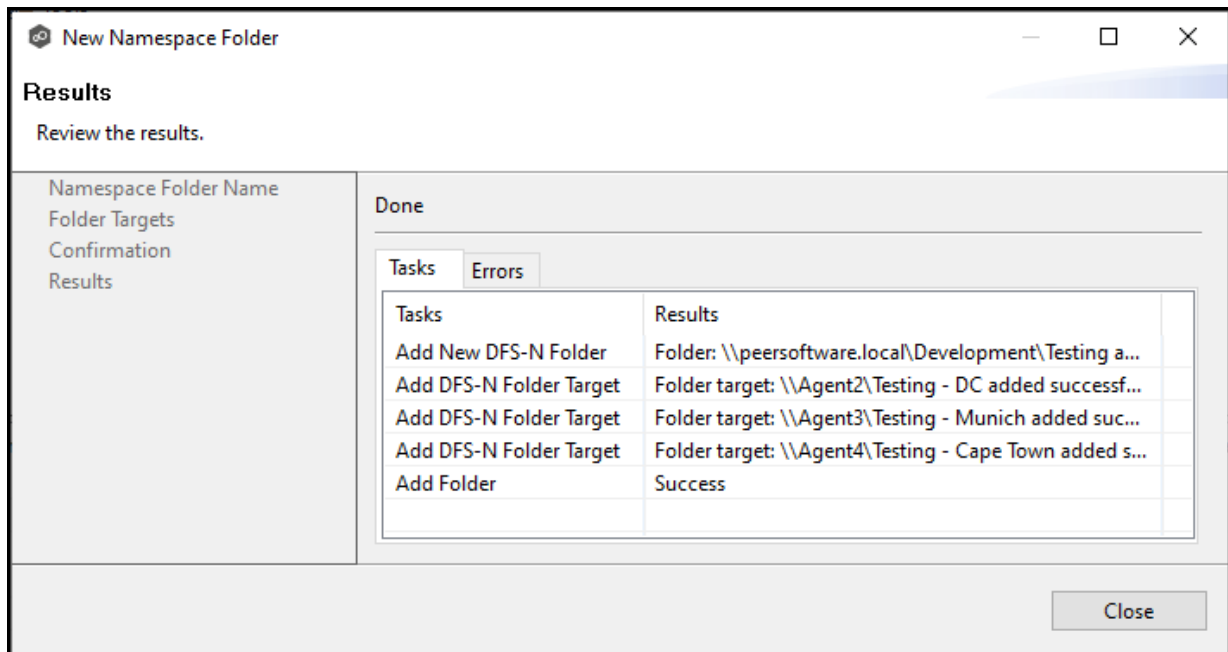 New Namespace Folder
Results
Review the results.
Namespace Folder Name
Folder Targets
Confirmation
Results
Done
Tasks Errors
Tasks Results
Add New DFS-N Folder Folder: \\peersoftware.local\Development\Testing a...
Add DFS-N Folder Target Folder target: \\Agent2\Testing - DC added successf...
Add DFS-N Folder Target Folder target: \\Agent3\Testing - Munich added suc...
Add DFS-N Folder Target Folder target: \\Agent4\Testing - Cape Town added s...
Add Folder Success
Close